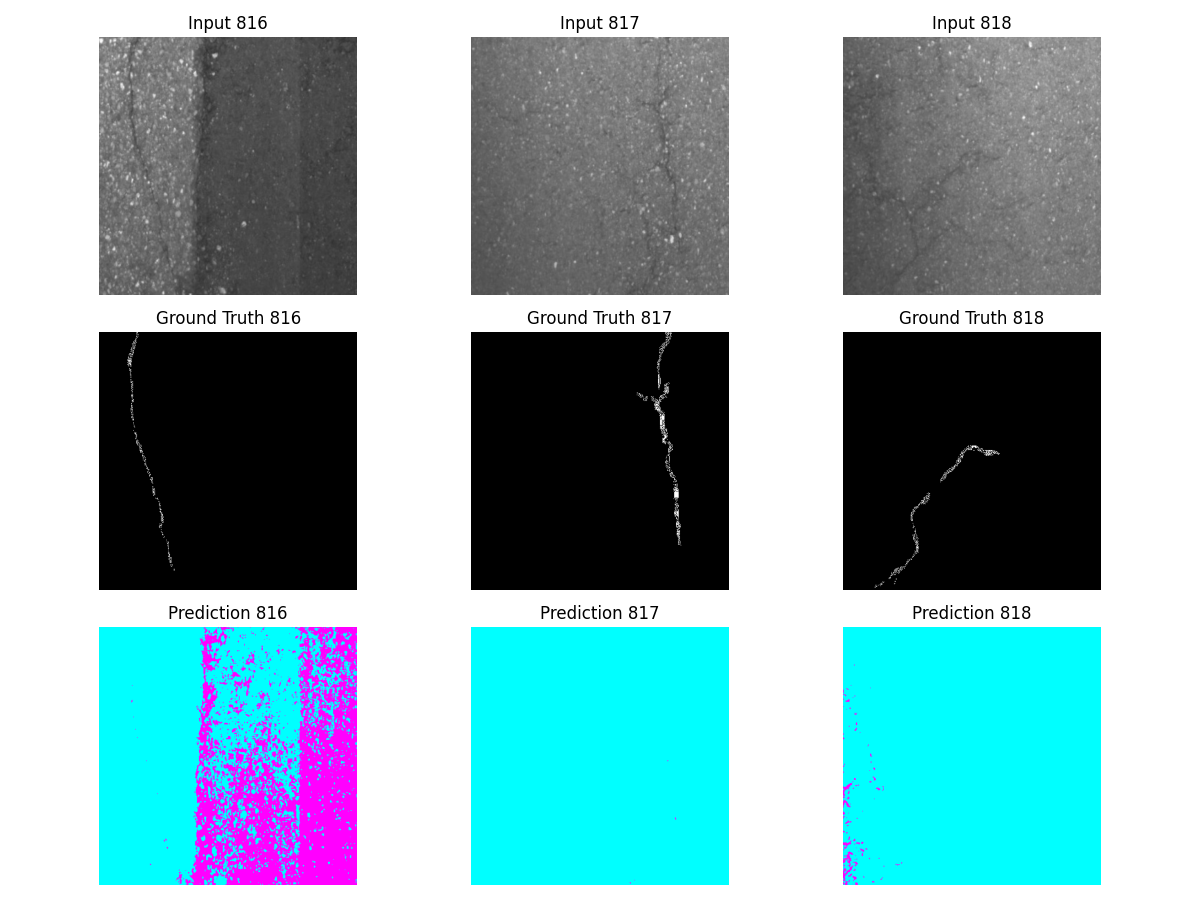 Input 816
Input 817
Input 818
Ground Truth 816
Ground Truth 817
Ground Truth 818
Prediction 816
Prediction 817
Prediction 818